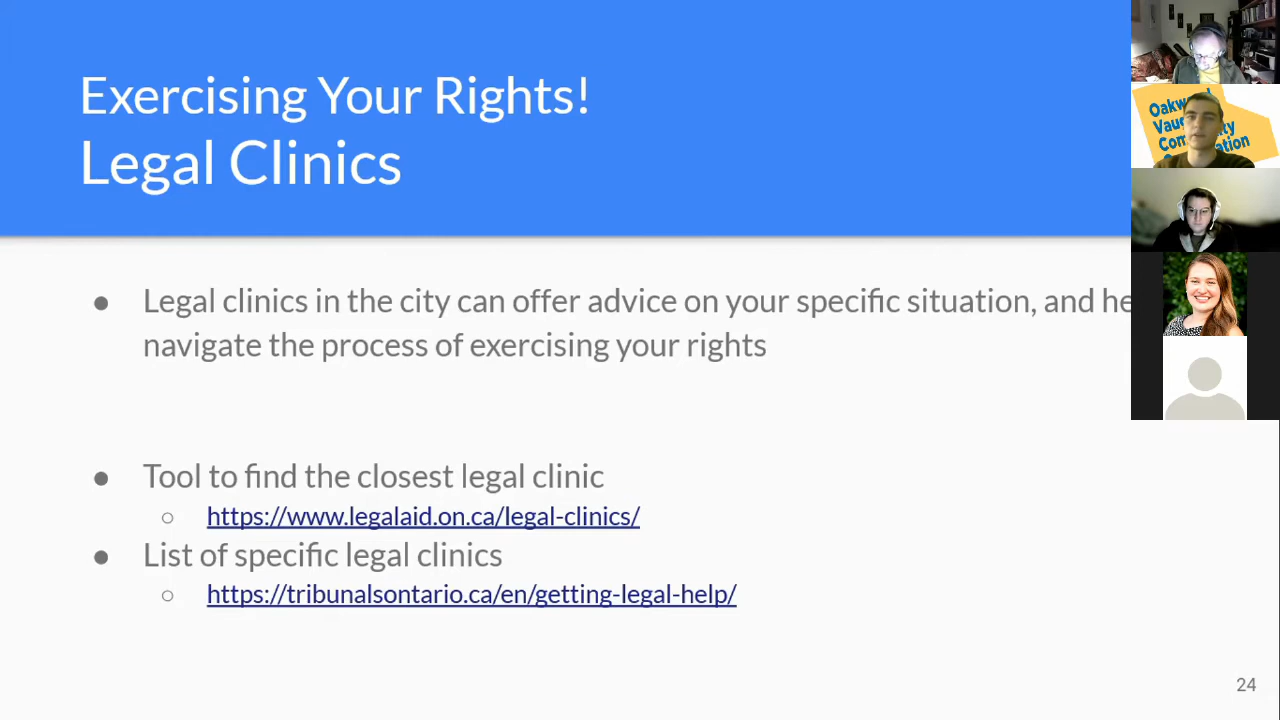 Exercising Your Rights!
Legal Clinics
● Legal clinics in the city can offer advice on your specific situation, and
navigate the process of exercising your rights
● Tool to find the closest legal clinic
○ https://www.legalaid.on.ca/legal-clinics/
● List of specific legal clinics
○ https://tribunalsontario.ca/en/getting-legal-help/
24